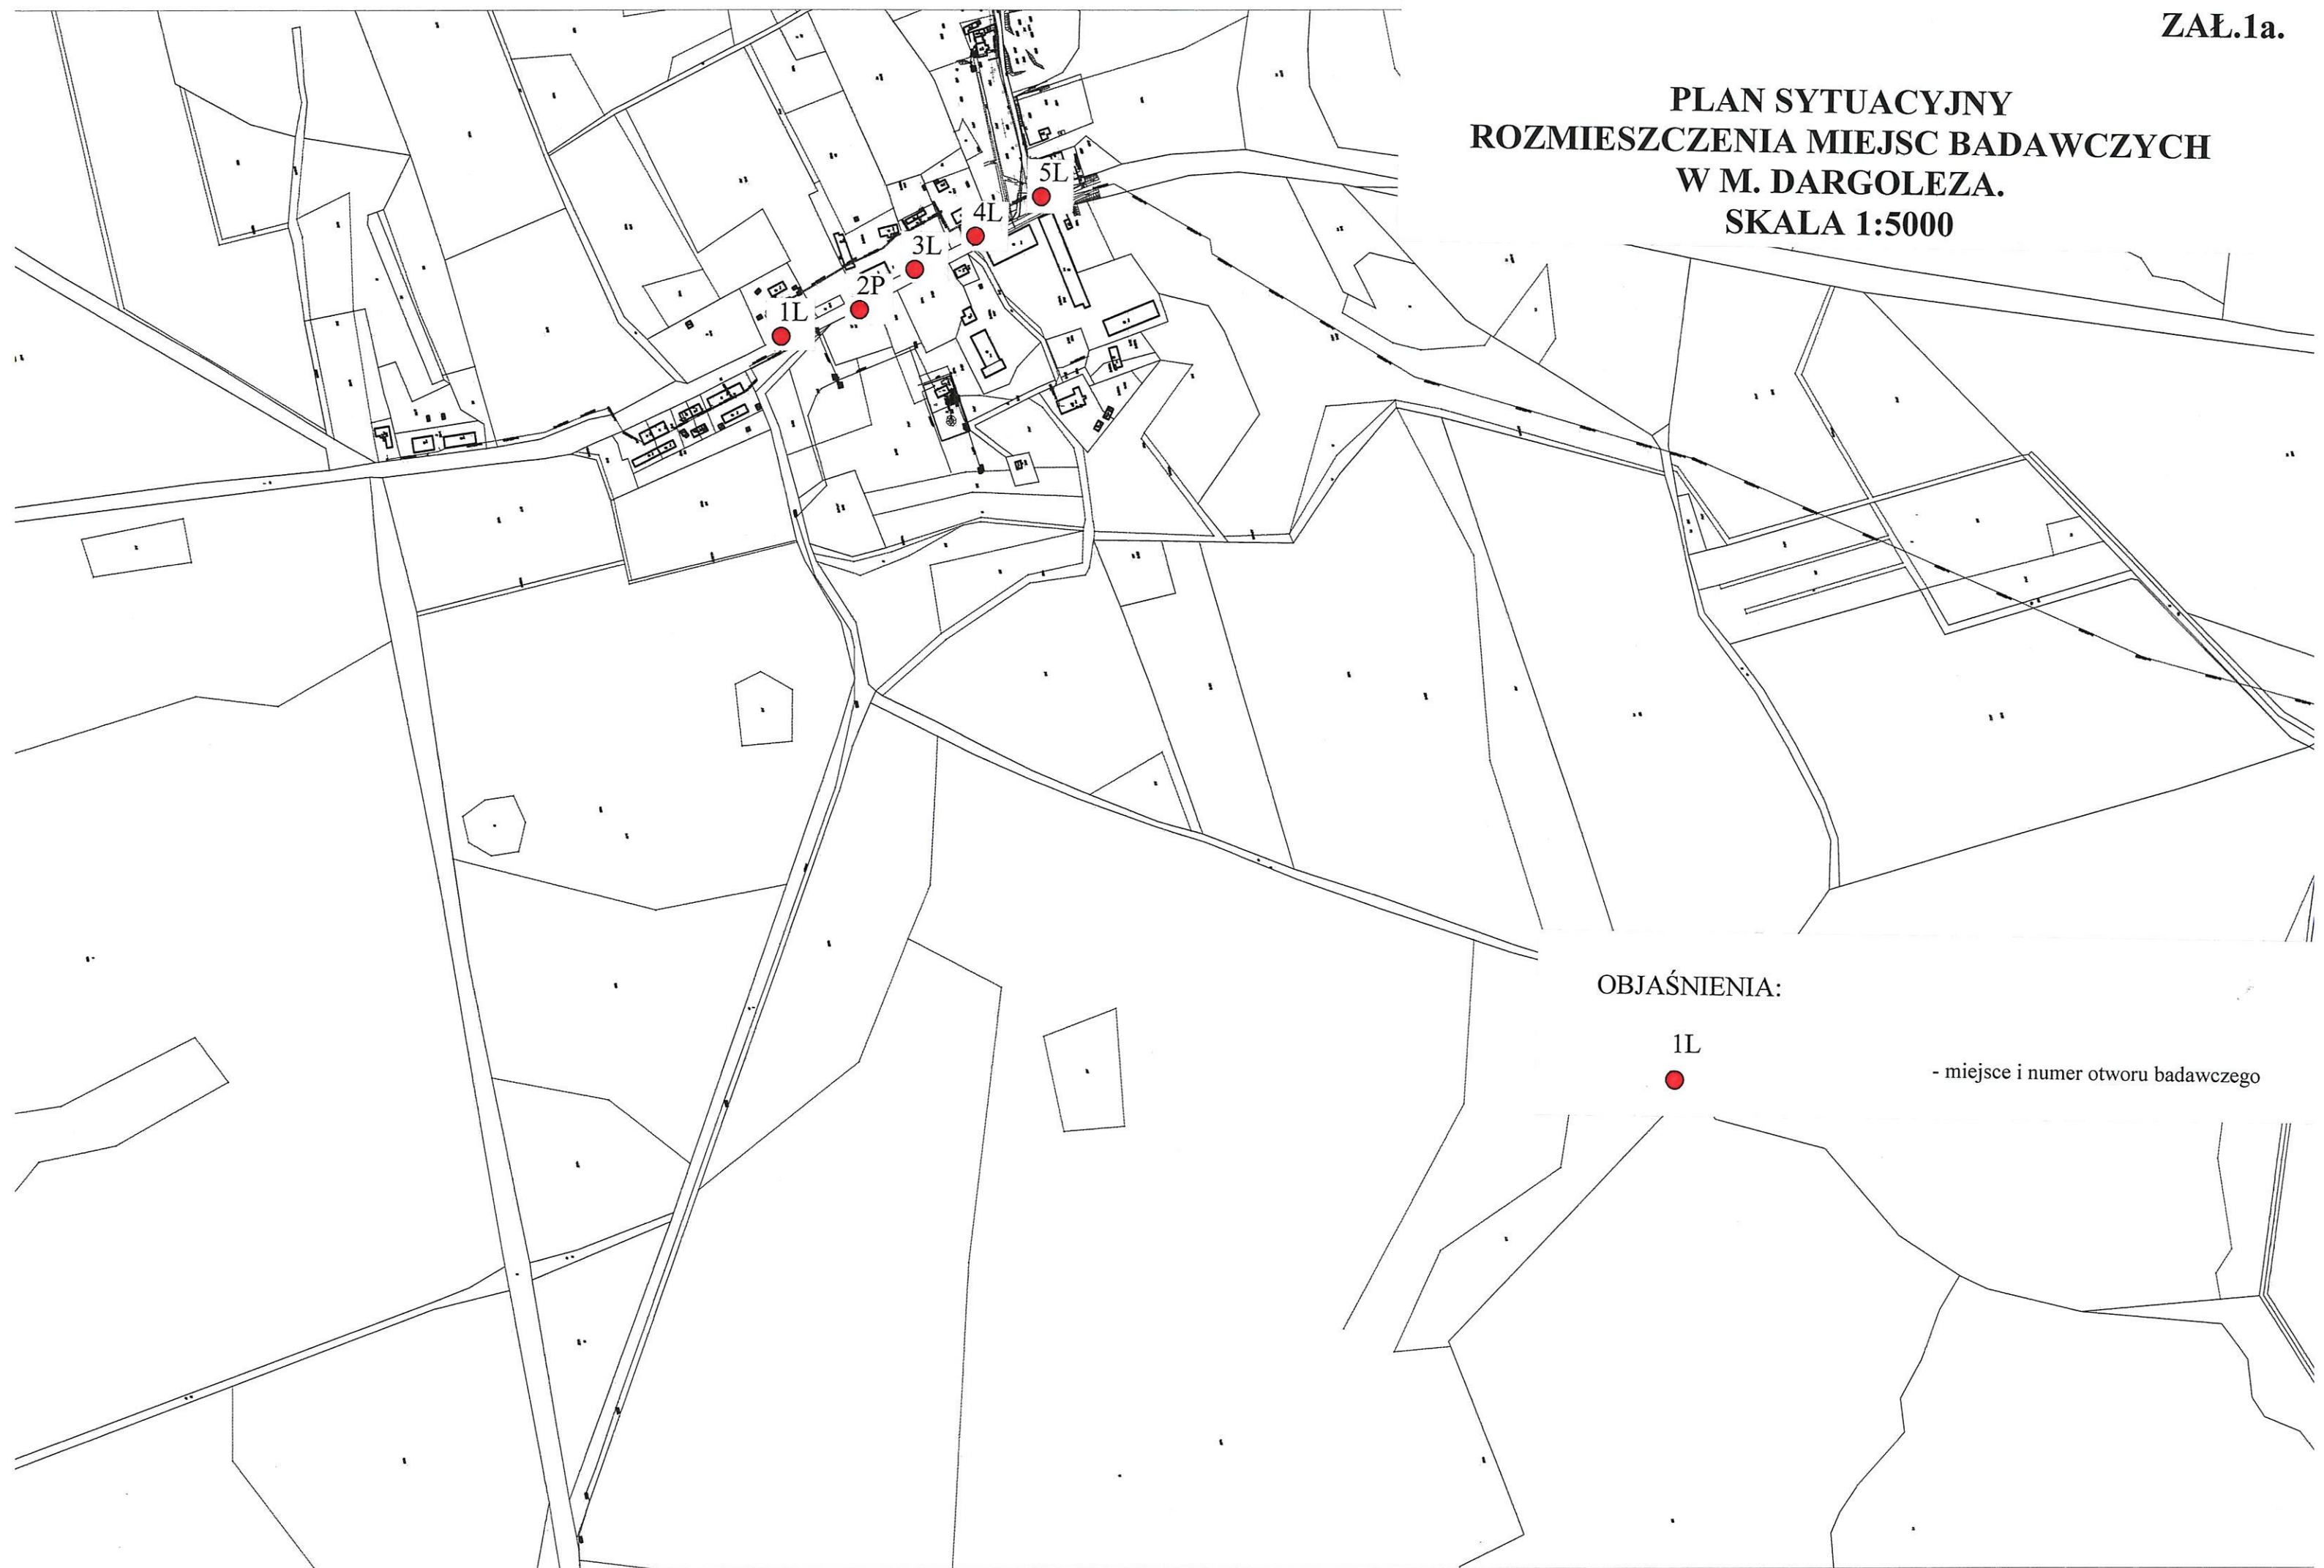 ZAŁ.1a.
PLAN SYTUACYJNY
ROZMIESZCZENIA MIEJSC BADAWCZYCH
W M. DARGOLEZA.
SKALA 1:5000
5L
4L
3L
2P
1L
OBJAŚNIENIA:
1L
- miejsce i numer otworu badawczego